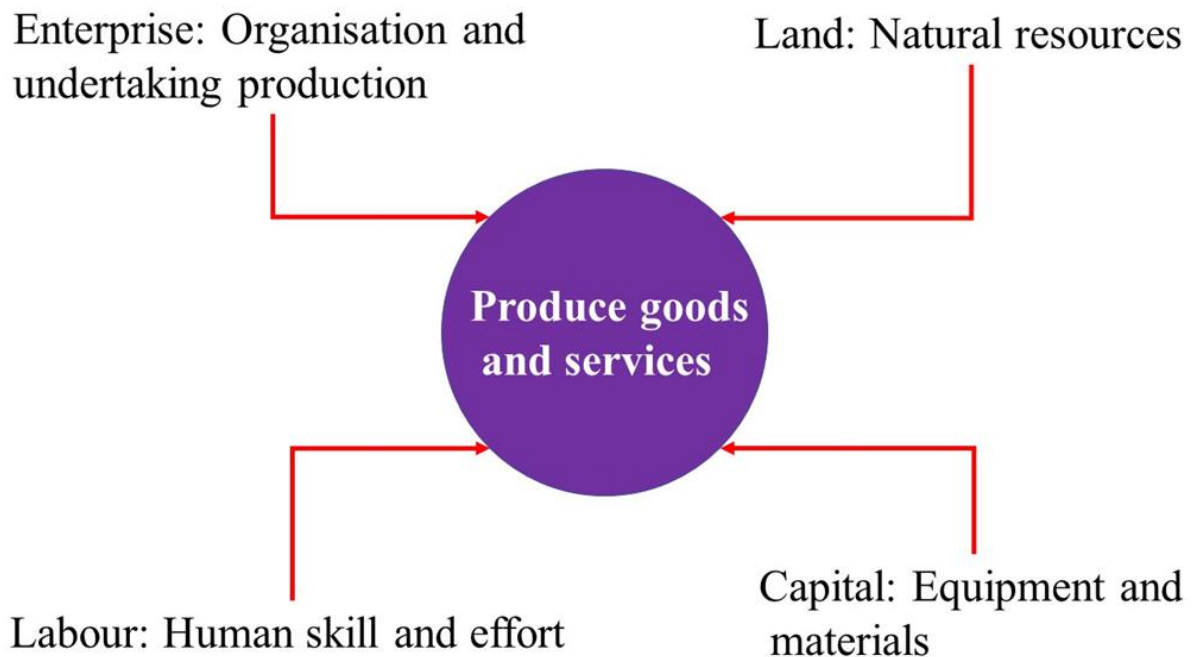 Enterprise: Organisation and
undertaking production
Land: Natural resources
Produce goods
and services
Labour: Human skill and effort
Capital: Equipment and
materials